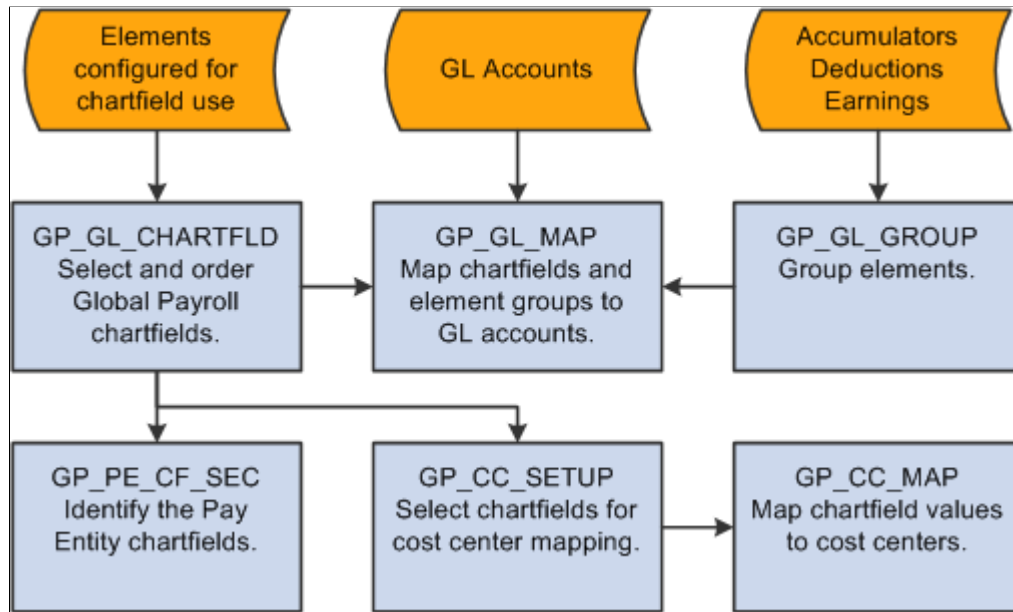 Elements
configured for
chartfield use
GL Accounts
Accumulators
Deductions
Earnings
GP_GL_CHARTFLD
Select and order
Global Payroll
chartfields.
GP_GL_MAP
Map chartfields and
element groups to
GL accounts.
GP_GL_GROUP
Group elements.
GP_PE_CF_SEC
Identify the Pay
Entity chartfields.
GP_CC_SETUP
Select chartfields for
cost center mapping.
GP_CC_MAP
Map chartfield values
to cost centers.